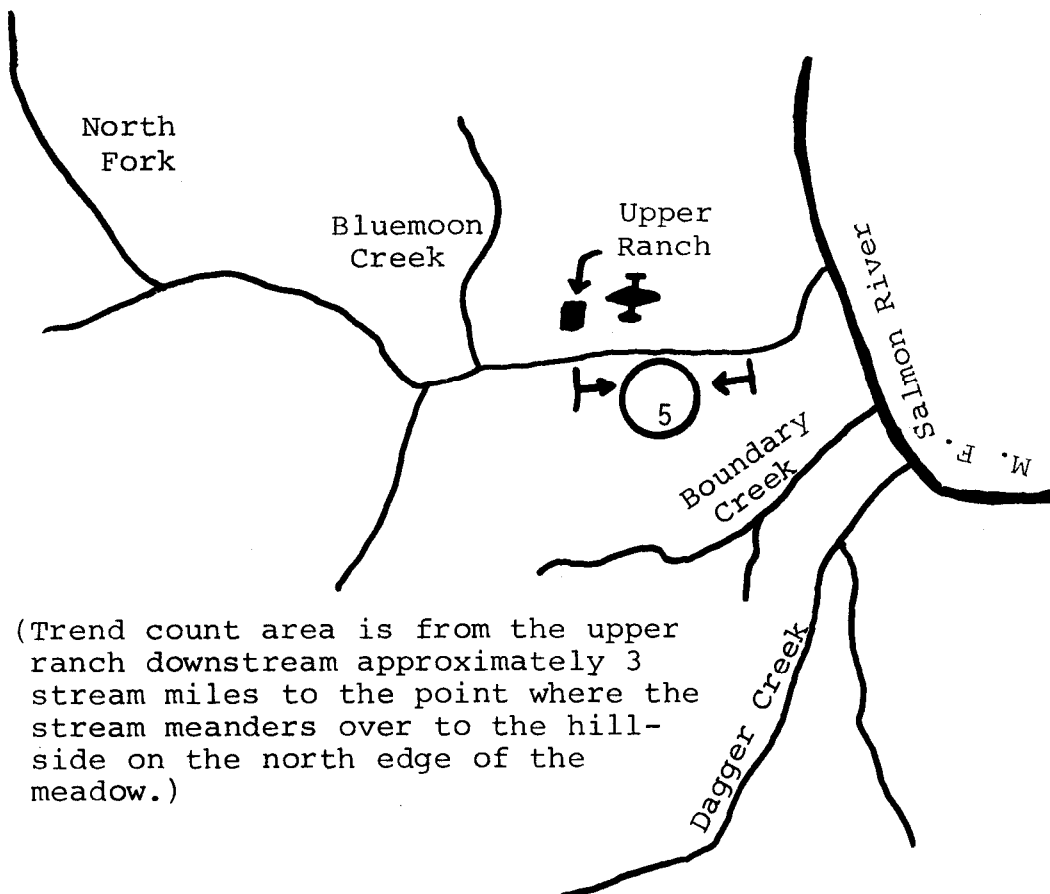 North
Fork
Bluemoon
Creek
Upper
Ranch
M. F. Salmon River
5
Boundary
Creek
Dagger Creek
(Trend count area is from the upper
ranch downstream approximately 3
stream miles to the point where the
stream meanders over to the hill-
side on the north edge of the
meadow.)